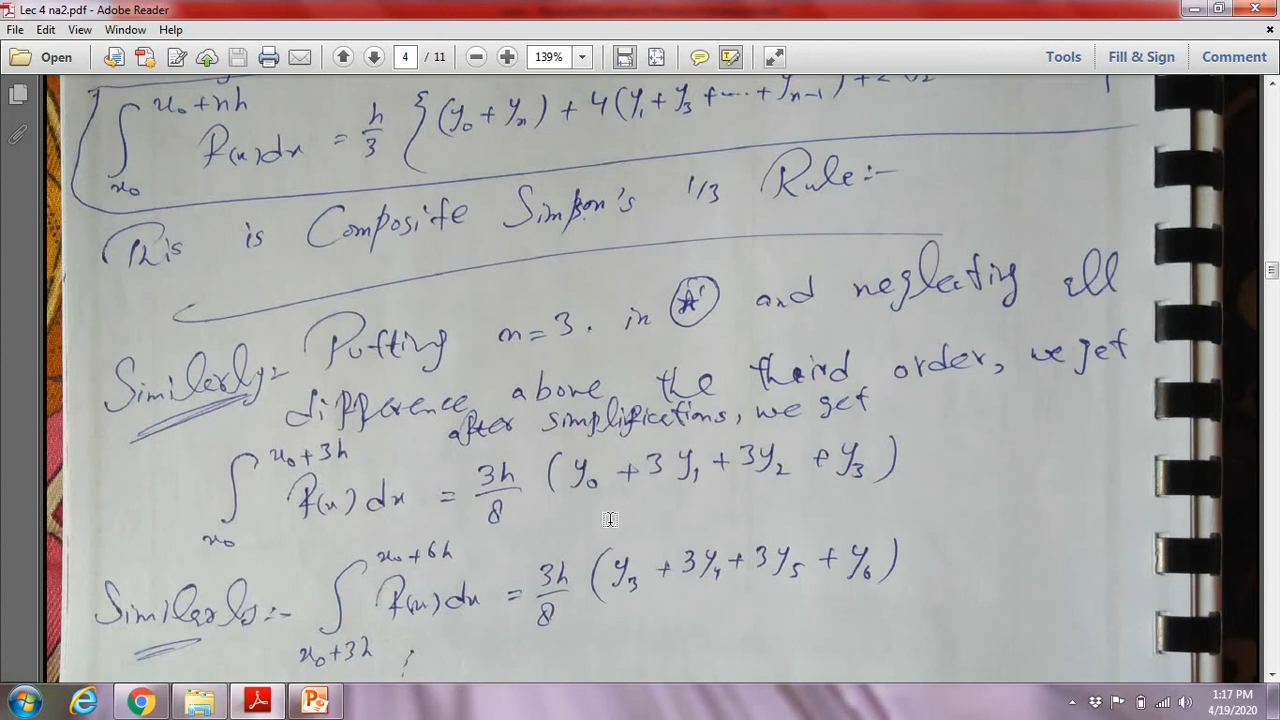 Lec 4 na2.pdf - Adobe Reader
File Edit View Window Help
Open 4 / 11 139% Tools Fill & Sign Comment
∫_{x₀}^{x₀+nh} f(x) dx = h/3 { (y₀ + yₙ) + 4(y₁ + y₃ + ... + yₙ₋₁) +
This is Composite Simpson's 1/3 Rule:-
Similarly:- Putting n=3. in and neglecting all
difference above the third order, we get
after simplifications, we get
∫_{x₀}^{x₀+3h} f(x) dx = 3h/8 (y₀ + 3y₁ + 3y₂ + y₃)
Similarly:- ∫_{x₀+3h}^{x₀+6h} f(x) dx = 3h/8 (y₃ + 3y₄ + 3y₅ + y₆)
1:17 PM
4/19/2020